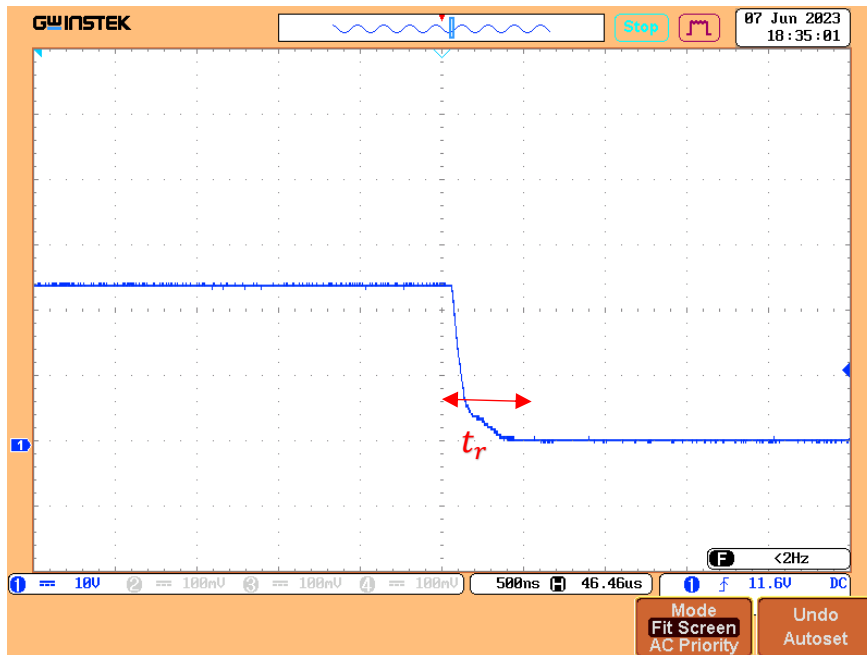 GWINSTEK
Stop
07 Jun 2023
18:35:01
1
t_r
F <2Hz
1 10V 2 100mV 3 100mV 4 100mV 500ns H 46.46us 1 11.6V DC
Mode
Fit Screen
AC Priority
Undo
Autoset